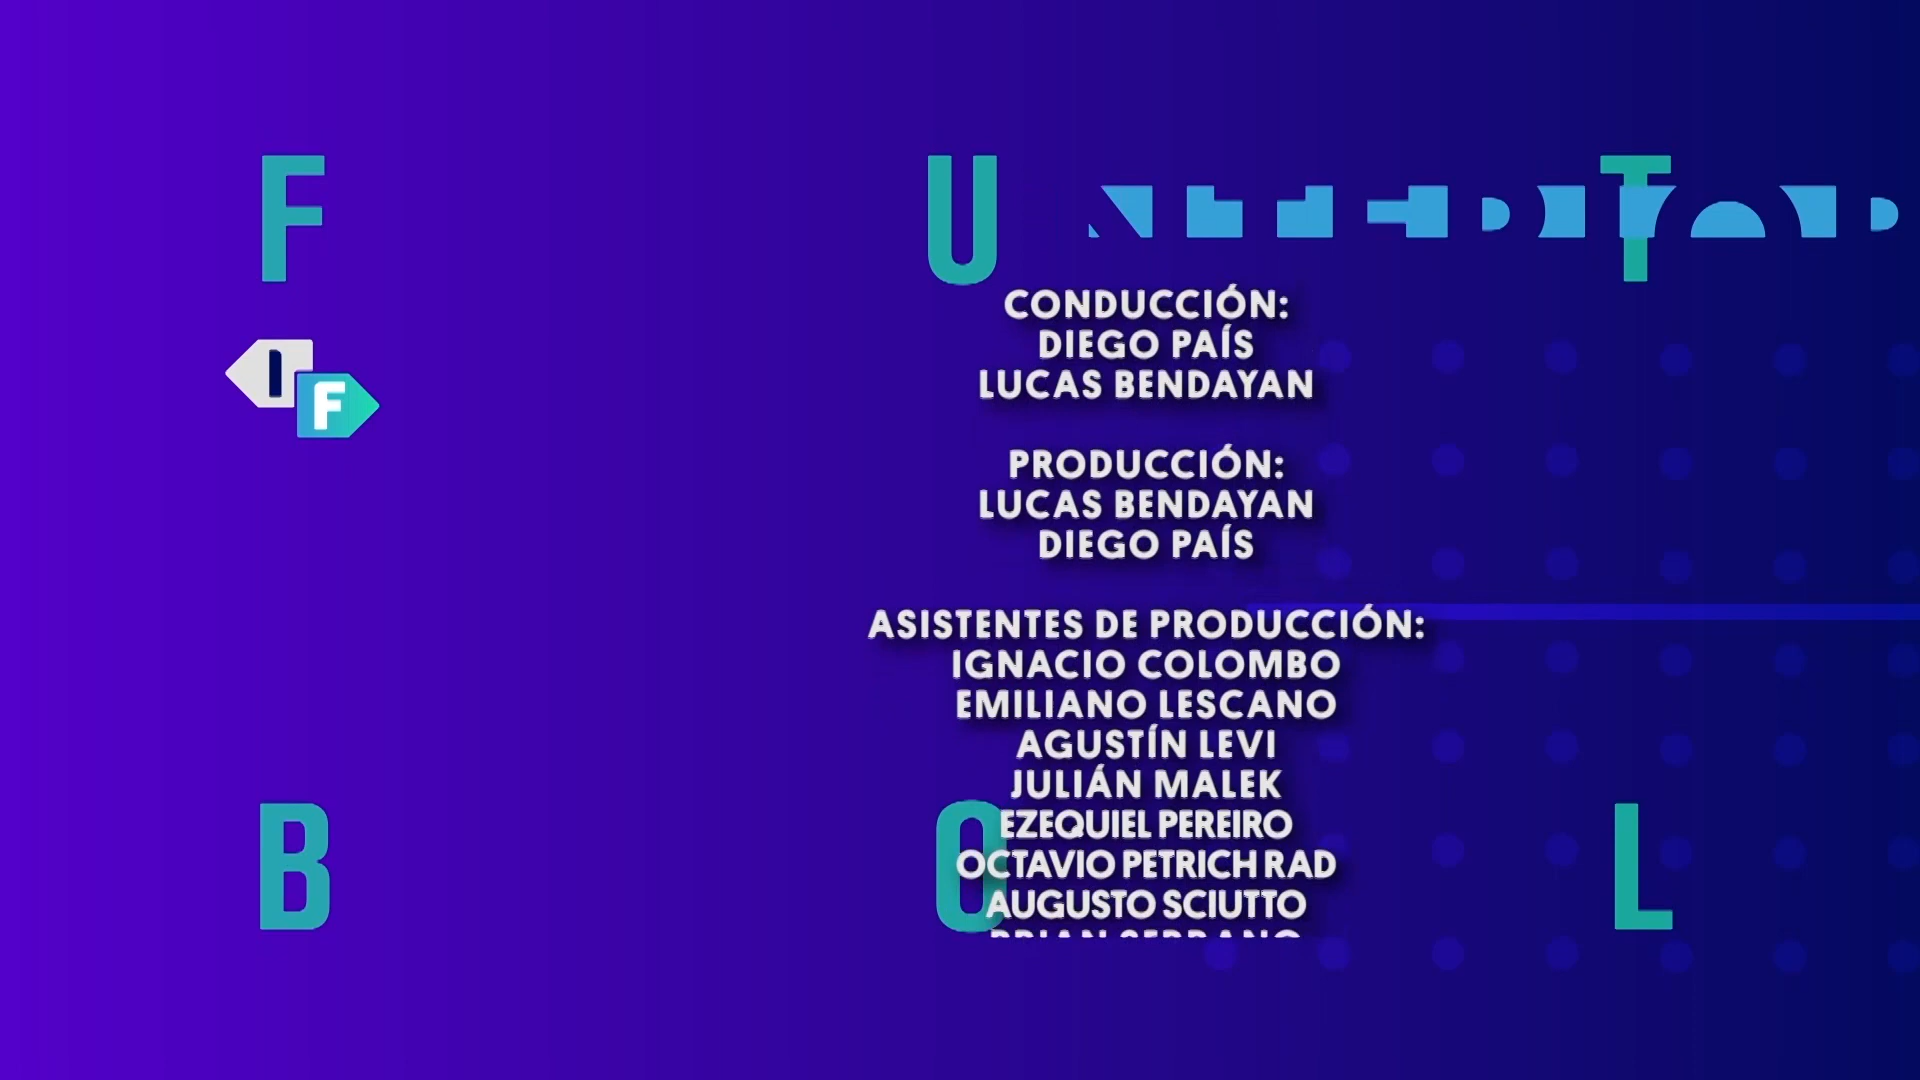 F U T
IF
CONDUCCIÓN:
DIEGO PAÍS
LUCAS BENDAYAN
PRODUCCIÓN:
LUCAS BENDAYAN
DIEGO PAÍS
ASISTENTES DE PRODUCCIÓN:
IGNACIO COLOMBO
EMILIANO LESCANO
AGUSTÍN LEVI
JULIÁN MALEK
EZEQUIEL PEREIRO
OCTAVIO PETRICH RAD
AUGUSTO SCIUTTO
B O L